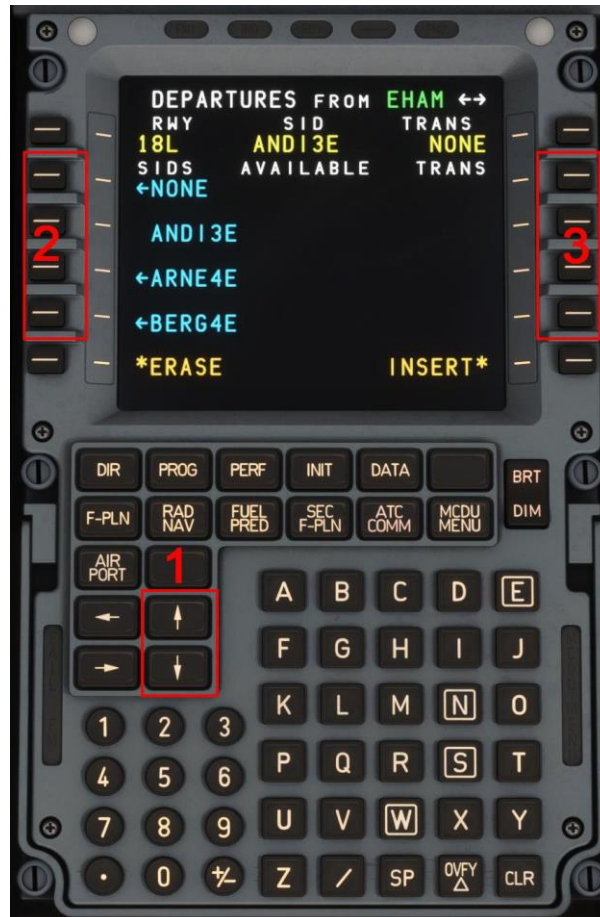 DEPARTURES FROM EHAM ←→
RWY SID TRANS
18L ANDI3E NONE
SIDS AVAILABLE TRANS
←NONE
ANDI3E
←ARNE4E
←BERG4E
*ERASE INSERT*
2
3
DIR PROG PERF INIT DATA BRT
F-PLN RAD NAV FUEL PRED SEC F-PLN ATC COMM MCDU MENU DIM
AIR PORT
1
← ↑
→ ↓
A B C D E
F G H I J
K L M N O
P Q R S T
U V W X Y
Z / SP OVFY △ CLR
1 2 3
4 5 6
7 8 9
. 0 +/-